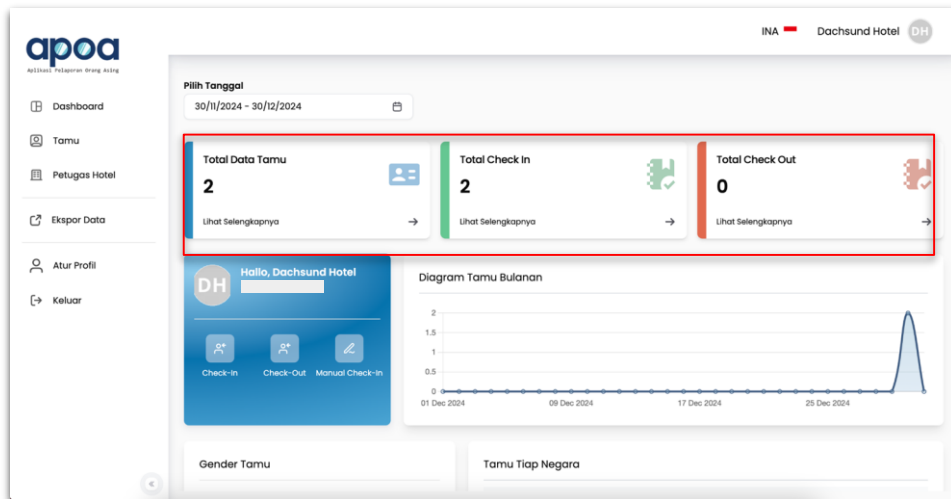 INA Dachsund Hotel DH
apoa
Aplikasi Pelaporan Orang Asing
Dashboard
Tamu
Petugas Hotel
Ekspor Data
Atur Profil
Keluar
Pilih Tanggal
30/11/2024 - 30/12/2024
Total Data Tamu
2
Lihat Selengkapnya
Total Check In
2
Lihat Selengkapnya
Total Check Out
0
Lihat Selengkapnya
DH
Hallo, Dachsund Hotel
Check-In Check-Out Manual Check-In
Diagram Tamu Bulanan
2
1.5
1
0.5
0
01 Dec 2024 09 Dec 2024 17 Dec 2024 25 Dec 2024
Gender Tamu
Tamu Tiap Negara